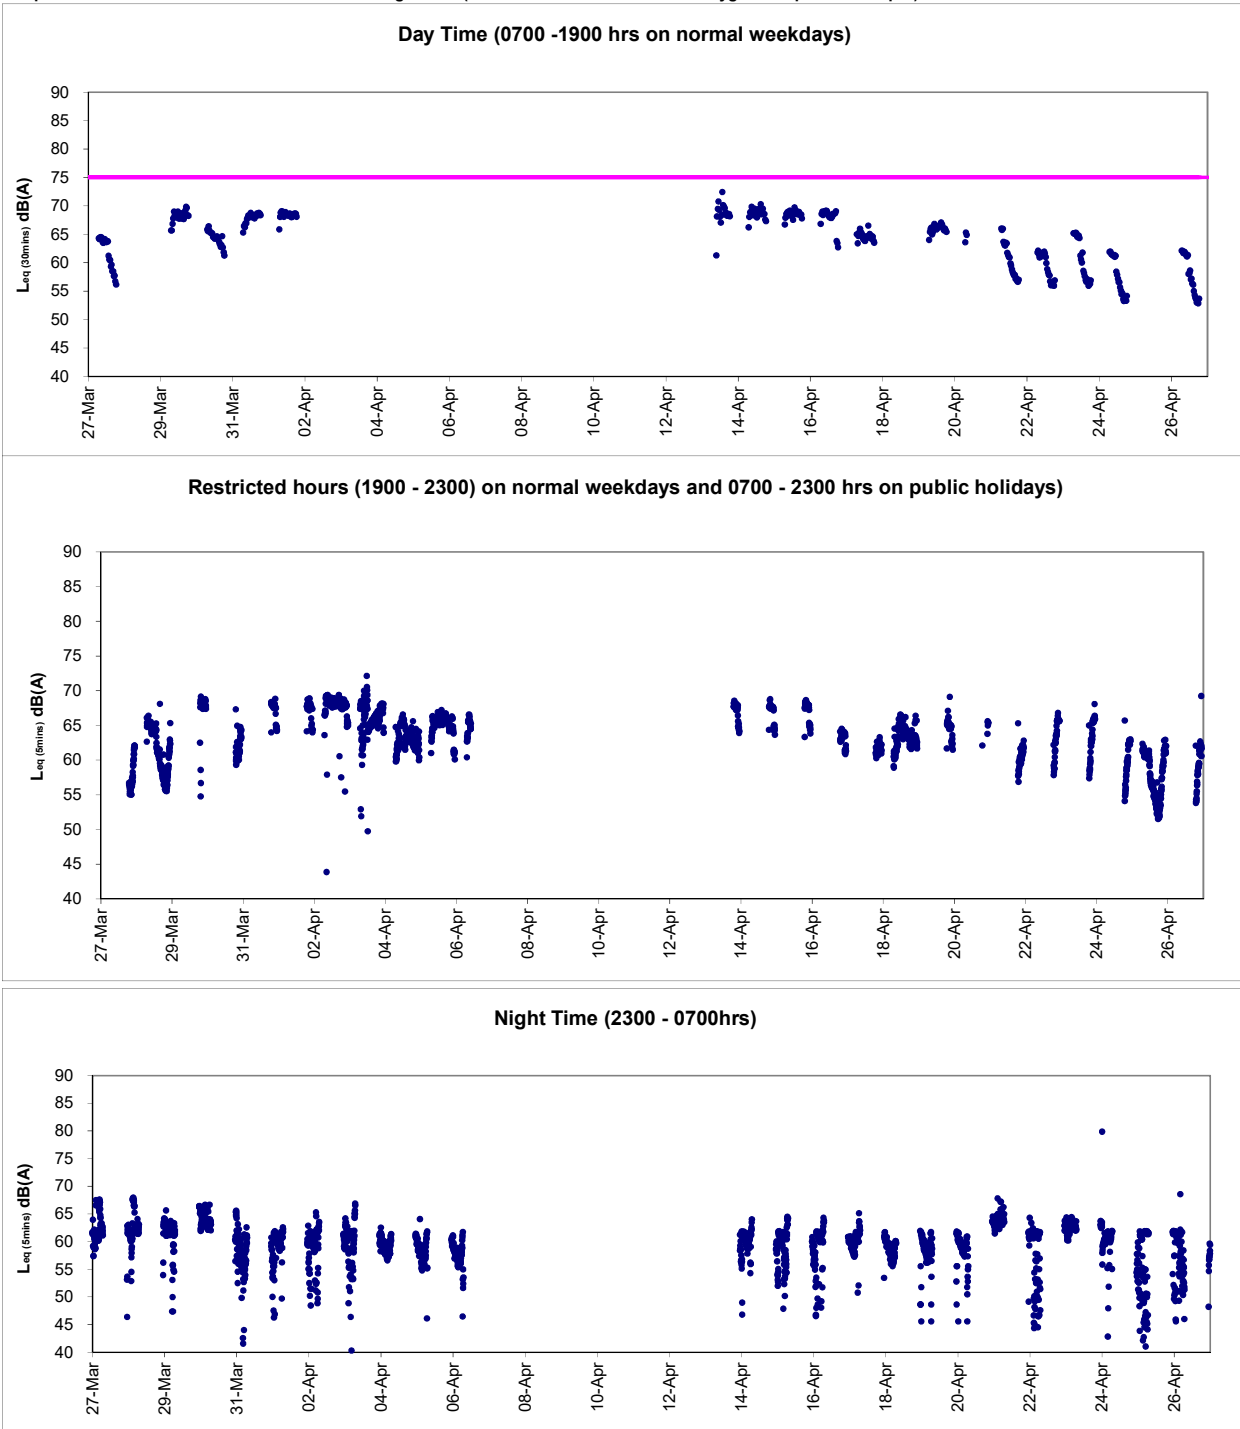 Day Time (0700 -1900 hrs on normal weekdays)
90
85
80
75
70
65
60
55
50
45
40
Leq (30mins) dB(A)
27-Mar
29-Mar
31-Mar
02-Apr
04-Apr
06-Apr
08-Apr
10-Apr
12-Apr
14-Apr
16-Apr
18-Apr
20-Apr
22-Apr
24-Apr
26-Apr
Restricted hours (1900 - 2300) on normal weekdays and 0700 - 2300 hrs on public holidays)
90
85
80
75
70
65
60
55
50
45
40
Leq (5mins) dB(A)
27-Mar
29-Mar
31-Mar
02-Apr
04-Apr
06-Apr
08-Apr
10-Apr
12-Apr
14-Apr
16-Apr
18-Apr
20-Apr
22-Apr
24-Apr
26-Apr
Night Time (2300 - 0700hrs)
90
85
80
75
70
65
60
55
50
45
40
Leq (5mins) dB(A)
27-Mar
29-Mar
31-Mar
02-Apr
04-Apr
06-Apr
08-Apr
10-Apr
12-Apr
14-Apr
16-Apr
18-Apr
20-Apr
22-Apr
24-Apr
26-Apr